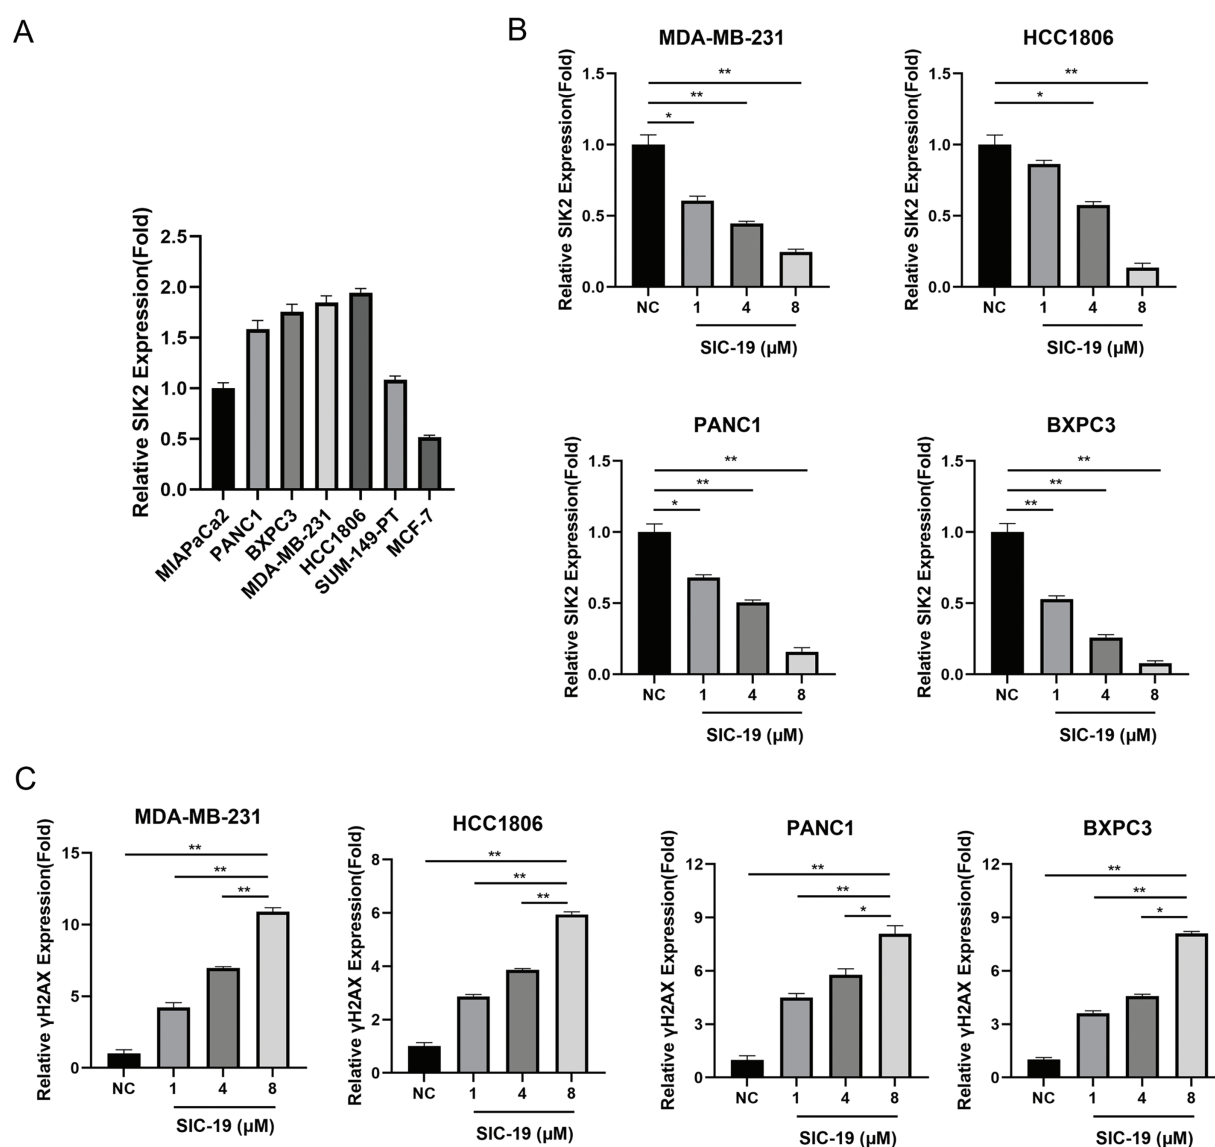 A
Relative SIK2 Expression(Fold)
2.5
2.0
1.5
1.0
0.5
0.0
MIAPaCa2
PANC1
BXPC3
MDA-MB-231
HCC1806
SUM-149-PT
MCF-7
B
MDA-MB-231
Relative SIK2 Expression(Fold)
1.5
1.0
0.5
0.0
**
**
*
NC 1 4 8
SIC-19 (μM)
HCC1806
Relative SIK2 Expression(Fold)
1.5
1.0
0.5
0.0
**
*
NC 1 4 8
SIC-19 (μM)
PANC1
Relative SIK2 Expression(Fold)
1.5
1.0
0.5
0.0
**
**
*
NC 1 4 8
SIC-19 (μM)
BXPC3
Relative SIK2 Expression(Fold)
1.5
1.0
0.5
0.0
**
**
**
NC 1 4 8
SIC-19 (μM)
C
MDA-MB-231
Relative γH2AX Expression(Fold)
15
10
5
0
**
**
**
NC 1 4 8
SIC-19 (μM)
HCC1806
Relative γH2AX Expression(Fold)
8
6
4
2
0
**
**
**
NC 1 4 8
SIC-19 (μM)
PANC1
Relative γH2AX Expression(Fold)
12
9
6
3
0
**
**
*
NC 1 4 8
SIC-19 (μM)
BXPC3
Relative γH2AX Expression(Fold)
12
9
6
3
0
**
**
*
NC 1 4 8
SIC-19 (μM)